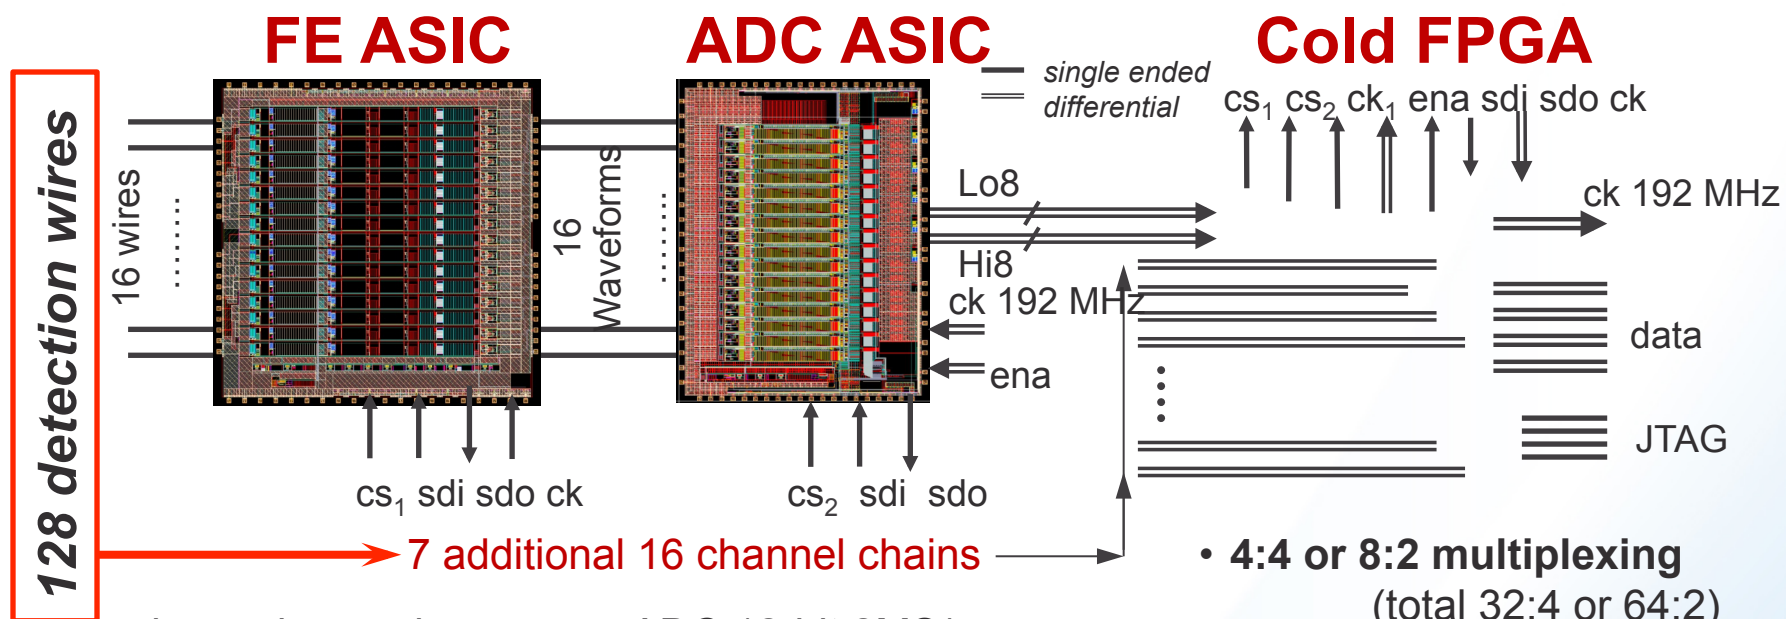 FE ASIC
ADC ASIC
Cold FPGA
single ended
differential
cs1 cs2 ck1 ena sdi sdo ck
128 detection wires
16 wires
16
Waveforms
Lo8
Hi8
ck 192 MHz
ena
ck 192 MHz
data
JTAG
cs1 sdi sdo ck
cs2 sdi sdo
7 additional 16 channel chains
• 4:4 or 8:2 multiplexing
(total 32:4 or 64:2)